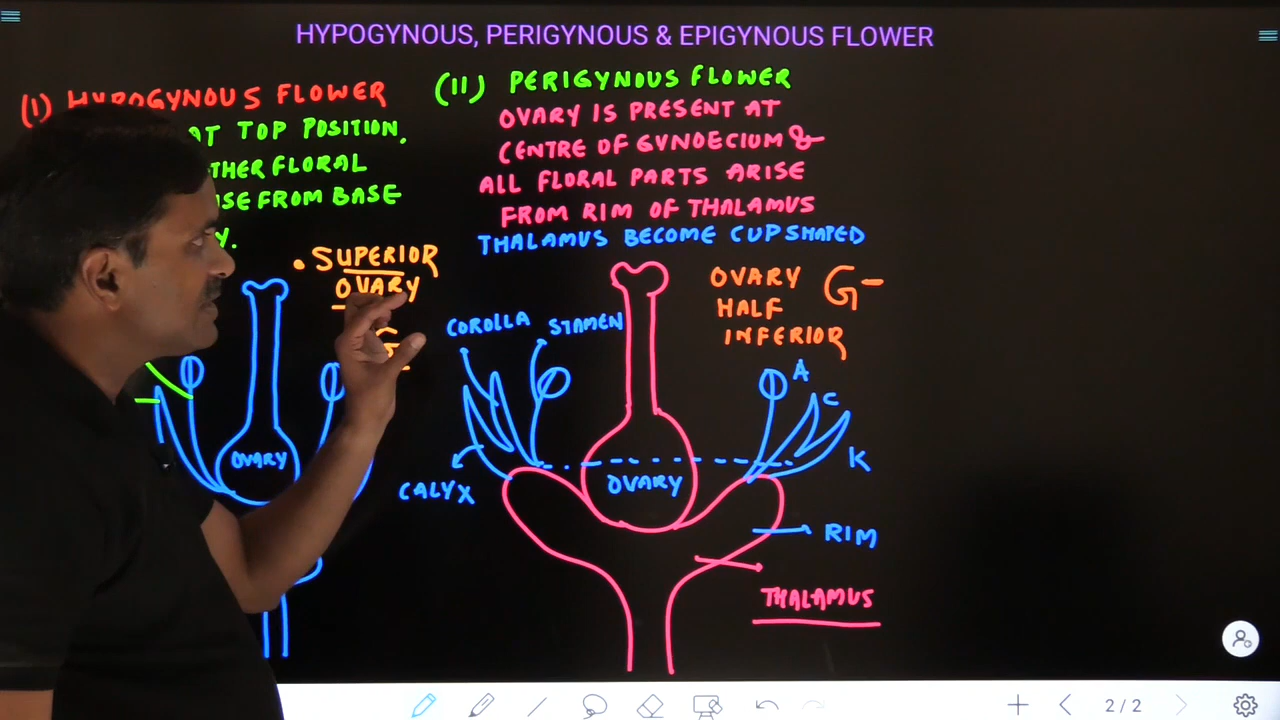 HYPOGYNOUS, PERIGYNOUS & EPIGYNOUS FLOWER
(I) HYPOGYNOUS FLOWER
AT TOP POSITION.
THER FLORAL
ISE FROM BASE
Y.
• SUPERIOR
OVARY
G
OVARY
(II) PERIGYNOUS FLOWER
OVARY IS PRESENT AT
CENTRE OF GYNOECIUM &
ALL FLORAL PARTS ARISE
FROM RIM OF THALAMUS
THALAMUS BECOME CUP SHAPED
OVARY G-
HALF
INFERIOR
COROLLA STAMEN
A
C
K
CALYX
OVARY
RIM
THALAMUS
2/2